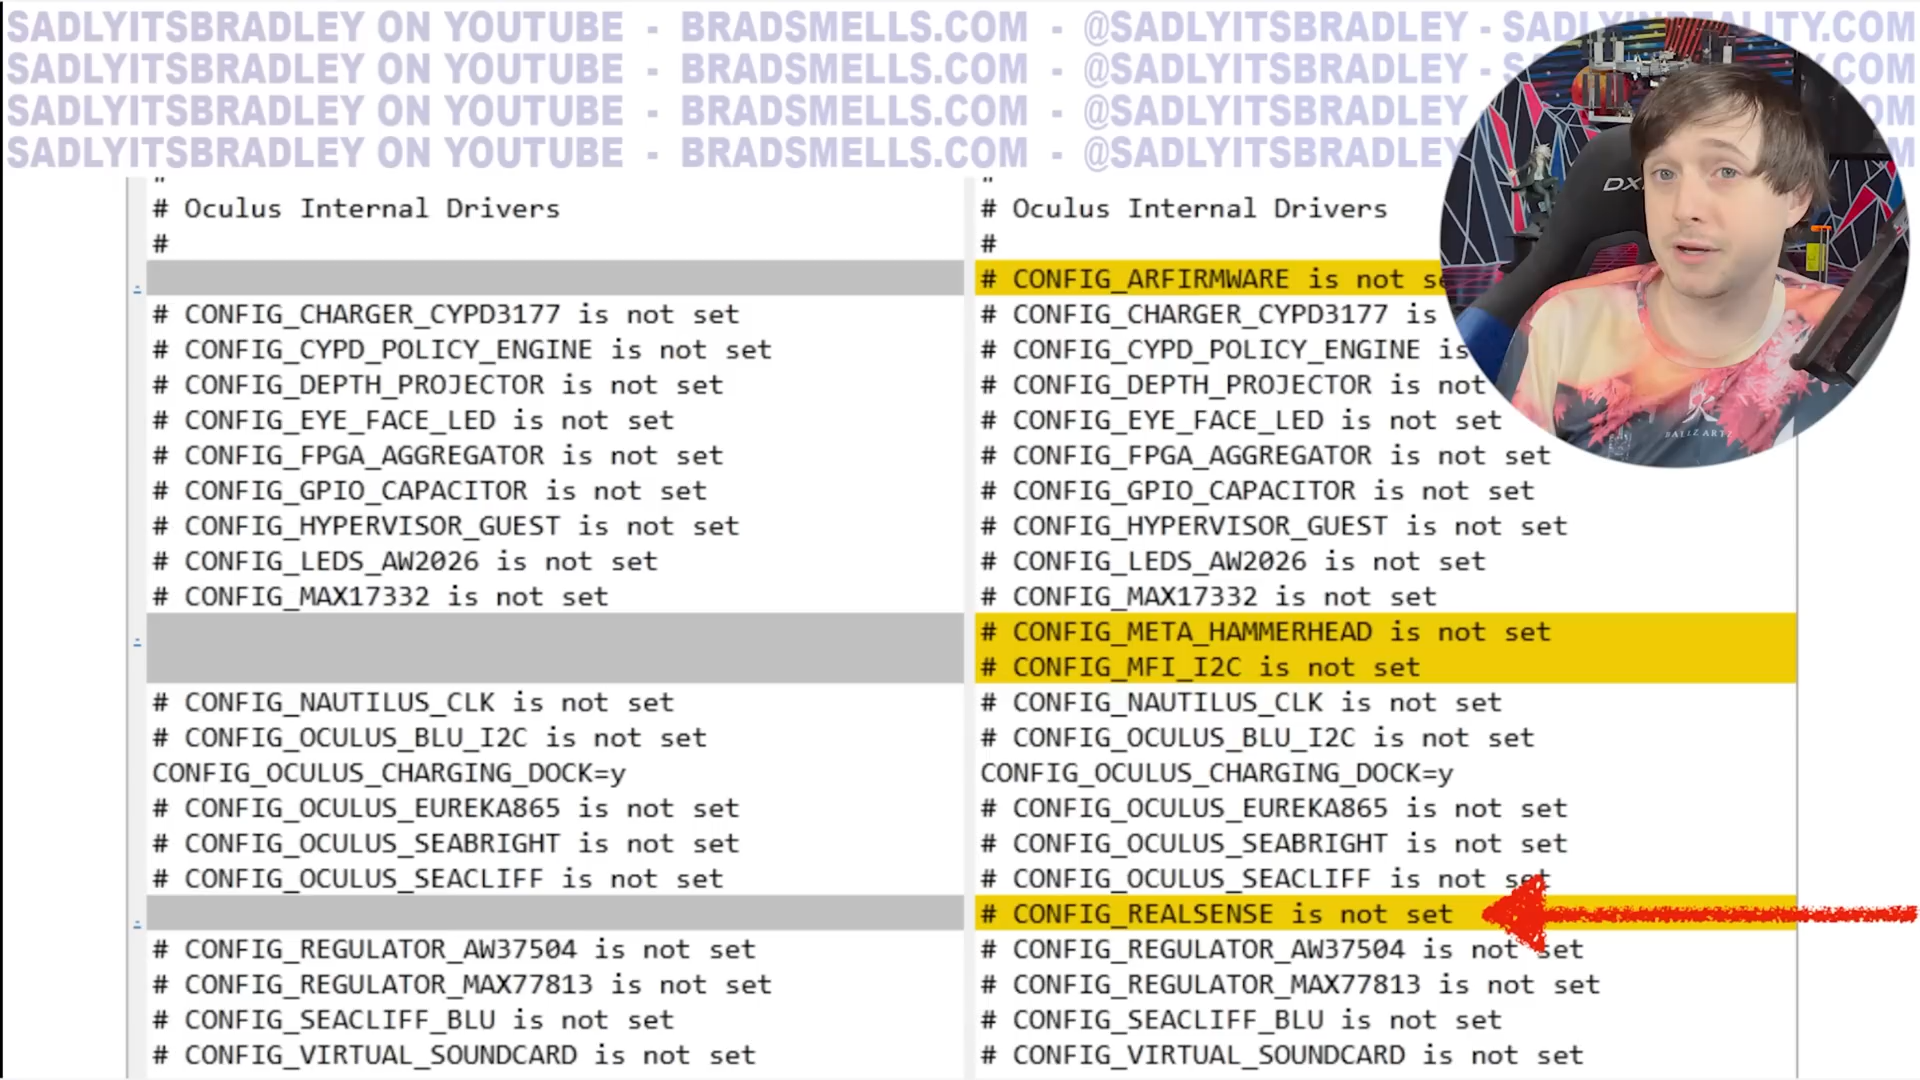 SADLYITSBRADLEY ON YOUTUBE - BRADSMELLS.COM - @SADLYITSBRADLEY - SADLYINREALITY.COM
SADLYITSBRADLEY ON YOUTUBE - BRADSMELLS.COM - @SADLYITSBRADLEY - COM
SADLYITSBRADLEY ON YOUTUBE - BRADSMELLS.COM - @SADLYITSBRADLEY
SADLYITSBRADLEY ON YOUTUBE - BRADSMELLS.COM - @SADLYITSBRADLEY
# Oculus Internal Drivers
#
# CONFIG_CHARGER_CYPD3177 is not set
# CONFIG_CYPD_POLICY_ENGINE is not set
# CONFIG_DEPTH_PROJECTOR is not set
# CONFIG_EYE_FACE_LED is not set
# CONFIG_FPGA_AGGREGATOR is not set
# CONFIG_GPIO_CAPACITOR is not set
# CONFIG_HYPERVISOR_GUEST is not set
# CONFIG_LEDS_AW2026 is not set
# CONFIG_MAX17332 is not set
# CONFIG_NAUTILUS_CLK is not set
# CONFIG_OCULUS_BLU_I2C is not set
CONFIG_OCULUS_CHARGING_DOCK=y
# CONFIG_OCULUS_EUREKA865 is not set
# CONFIG_OCULUS_SEABRIGHT is not set
# CONFIG_OCULUS_SEACLIFF is not set
# CONFIG_REGULATOR_AW37504 is not set
# CONFIG_REGULATOR_MAX77813 is not set
# CONFIG_SEACLIFF_BLU is not set
# CONFIG_VIRTUAL_SOUNDCARD is not set
# Oculus Internal Drivers
#
# CONFIG_ARFIRMWARE is not se
# CONFIG_CHARGER_CYPD3177 is
# CONFIG_CYPD_POLICY_ENGINE is
# CONFIG_DEPTH_PROJECTOR is not
# CONFIG_EYE_FACE_LED is not set
# CONFIG_FPGA_AGGREGATOR is not set
# CONFIG_GPIO_CAPACITOR is not set
# CONFIG_HYPERVISOR_GUEST is not set
# CONFIG_LEDS_AW2026 is not set
# CONFIG_MAX17332 is not set
# CONFIG_META_HAMMERHEAD is not set
# CONFIG_MFI_I2C is not set
# CONFIG_NAUTILUS_CLK is not set
# CONFIG_OCULUS_BLU_I2C is not set
CONFIG_OCULUS_CHARGING_DOCK=y
# CONFIG_OCULUS_EUREKA865 is not set
# CONFIG_OCULUS_SEABRIGHT is not set
# CONFIG_OCULUS_SEACLIFF is not set
# CONFIG_REALSENSE is not set
# CONFIG_REGULATOR_AW37504 is not set
# CONFIG_REGULATOR_MAX77813 is not set
# CONFIG_SEACLIFF_BLU is not set
# CONFIG_VIRTUAL_SOUNDCARD is not set
DX
BALLZ ARTZ